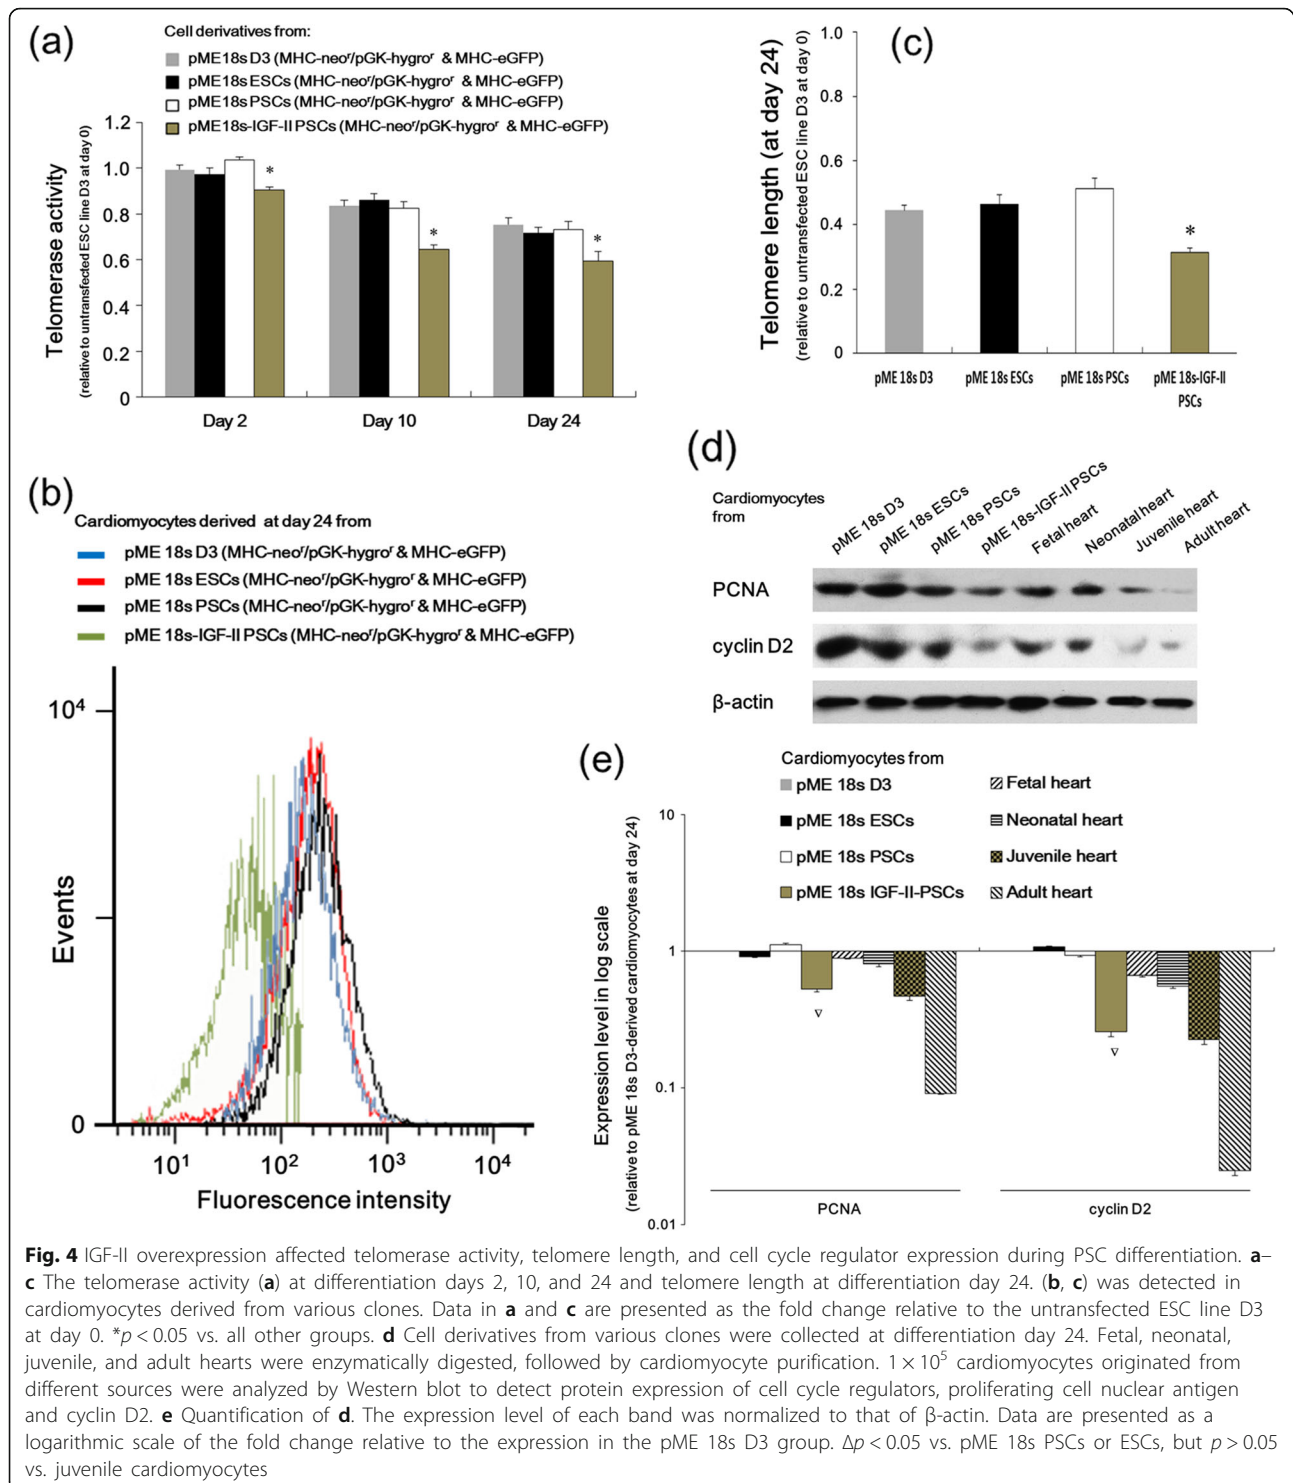 (a)
Cell derivatives from:
pME18s D3 (MHC-neoʳ/pGK-hygroʳ & MHC-eGFP)
pME18s ESCs (MHC-neoʳ/pGK-hygroʳ & MHC-eGFP)
pME18s PSCs (MHC-neoʳ/pGK-hygroʳ & MHC-eGFP)
pME18s-IGF-II PSCs (MHC-neoʳ/pGK-hygroʳ & MHC-eGFP)
Telomerase activity
(relative to untransfected ESC line D3 at day 0)
1.2
1.0
0.8
0.6
0.4
0.2
0
*
*
*
Day 2
Day 10
Day 24
(c)
Telomere length (at day 24)
(relative to untransfected ESC line D3 at day 0)
1.0
0.8
0.6
0.4
0.2
0
*
pME 18s D3
pME 18s ESCs
pME 18s PSCs
pME 18s-IGF-II
PSCs
(b)
Cardiomyocytes derived at day 24 from
pME 18s D3 (MHC-neoʳ/pGK-hygroʳ & MHC-eGFP)
pME 18s ESCs (MHC-neoʳ/pGK-hygroʳ & MHC-eGFP)
pME 18s PSCs (MHC-neoʳ/pGK-hygroʳ & MHC-eGFP)
pME 18s-IGF-II PSCs (MHC-neoʳ/pGK-hygroʳ & MHC-eGFP)
Events
10⁴
0
10¹
10²
10³
10⁴
Fluorescence intensity
(d)
Cardiomyocytes
from
pME 18s D3
pME 18s ESCs
pME 18s PSCs
pME 18s-IGF-II PSCs
Fetal heart
Neonatal heart
Juvenile heart
Adult heart
PCNA
cyclin D2
β-actin
(e)
Cardiomyocytes from
pME 18s D3
pME 18s ESCs
pME 18s PSCs
pME 18s IGF-II-PSCs
Fetal heart
Neonatal heart
Juvenile heart
Adult heart
Expression level in log scale
(relative to pME 18s D3-derived cardiomyocytes at day 24)
10
1
0.1
0.01
∇
∇
PCNA
cyclin D2
Fig. 4 IGF-II overexpression affected telomerase activity, telomere length, and cell cycle regulator expression during PSC differentiation. a–
c The telomerase activity (a) at differentiation days 2, 10, and 24 and telomere length at differentiation day 24. (b, c) was detected in
cardiomyocytes derived from various clones. Data in a and c are presented as the fold change relative to the untransfected ESC line D3
at day 0. *p < 0.05 vs. all other groups. d Cell derivatives from various clones were collected at differentiation day 24. Fetal, neonatal,
juvenile, and adult hearts were enzymatically digested, followed by cardiomyocyte purification. 1 × 10⁵ cardiomyocytes originated from
different sources were analyzed by Western blot to detect protein expression of cell cycle regulators, proliferating cell nuclear antigen
and cyclin D2. e Quantification of d. The expression level of each band was normalized to that of β-actin. Data are presented as a
logarithmic scale of the fold change relative to the expression in the pME 18s D3 group. Δp < 0.05 vs. pME 18s PSCs or ESCs, but p > 0.05
vs. juvenile cardiomyocytes